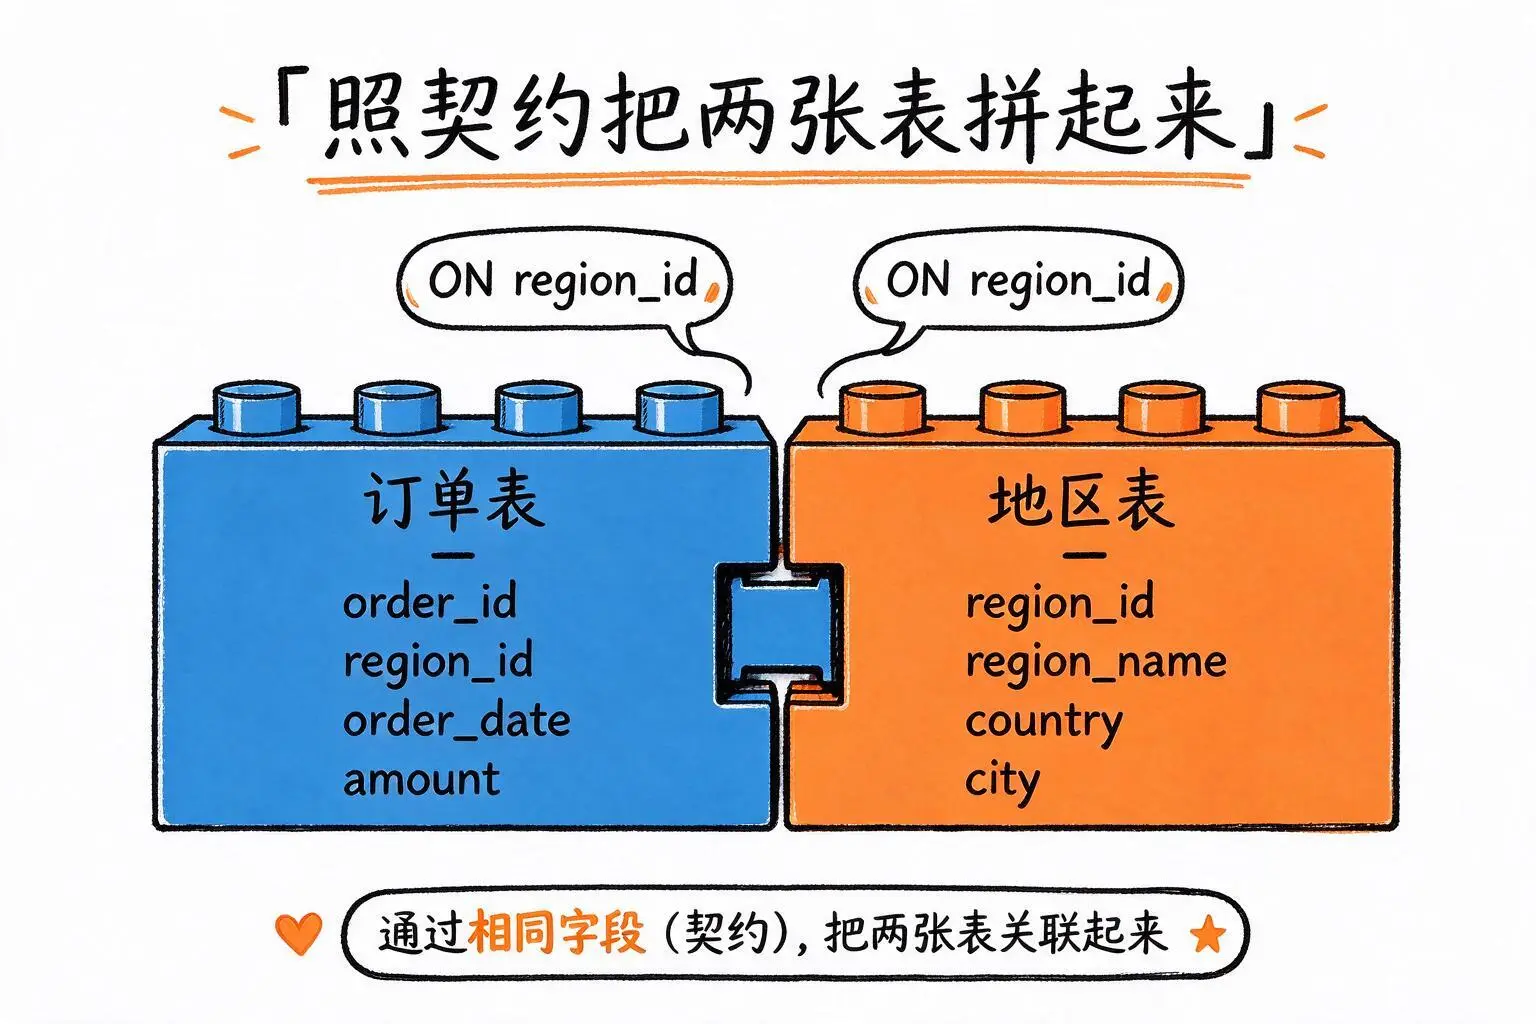 「照契约把两张表拼起来」
ON region_id
ON region_id
订单表
order_id
region_id
order_date
amount
地区表
region_id
region_name
country
city
通过相同字段（契约），把两张表关联起来